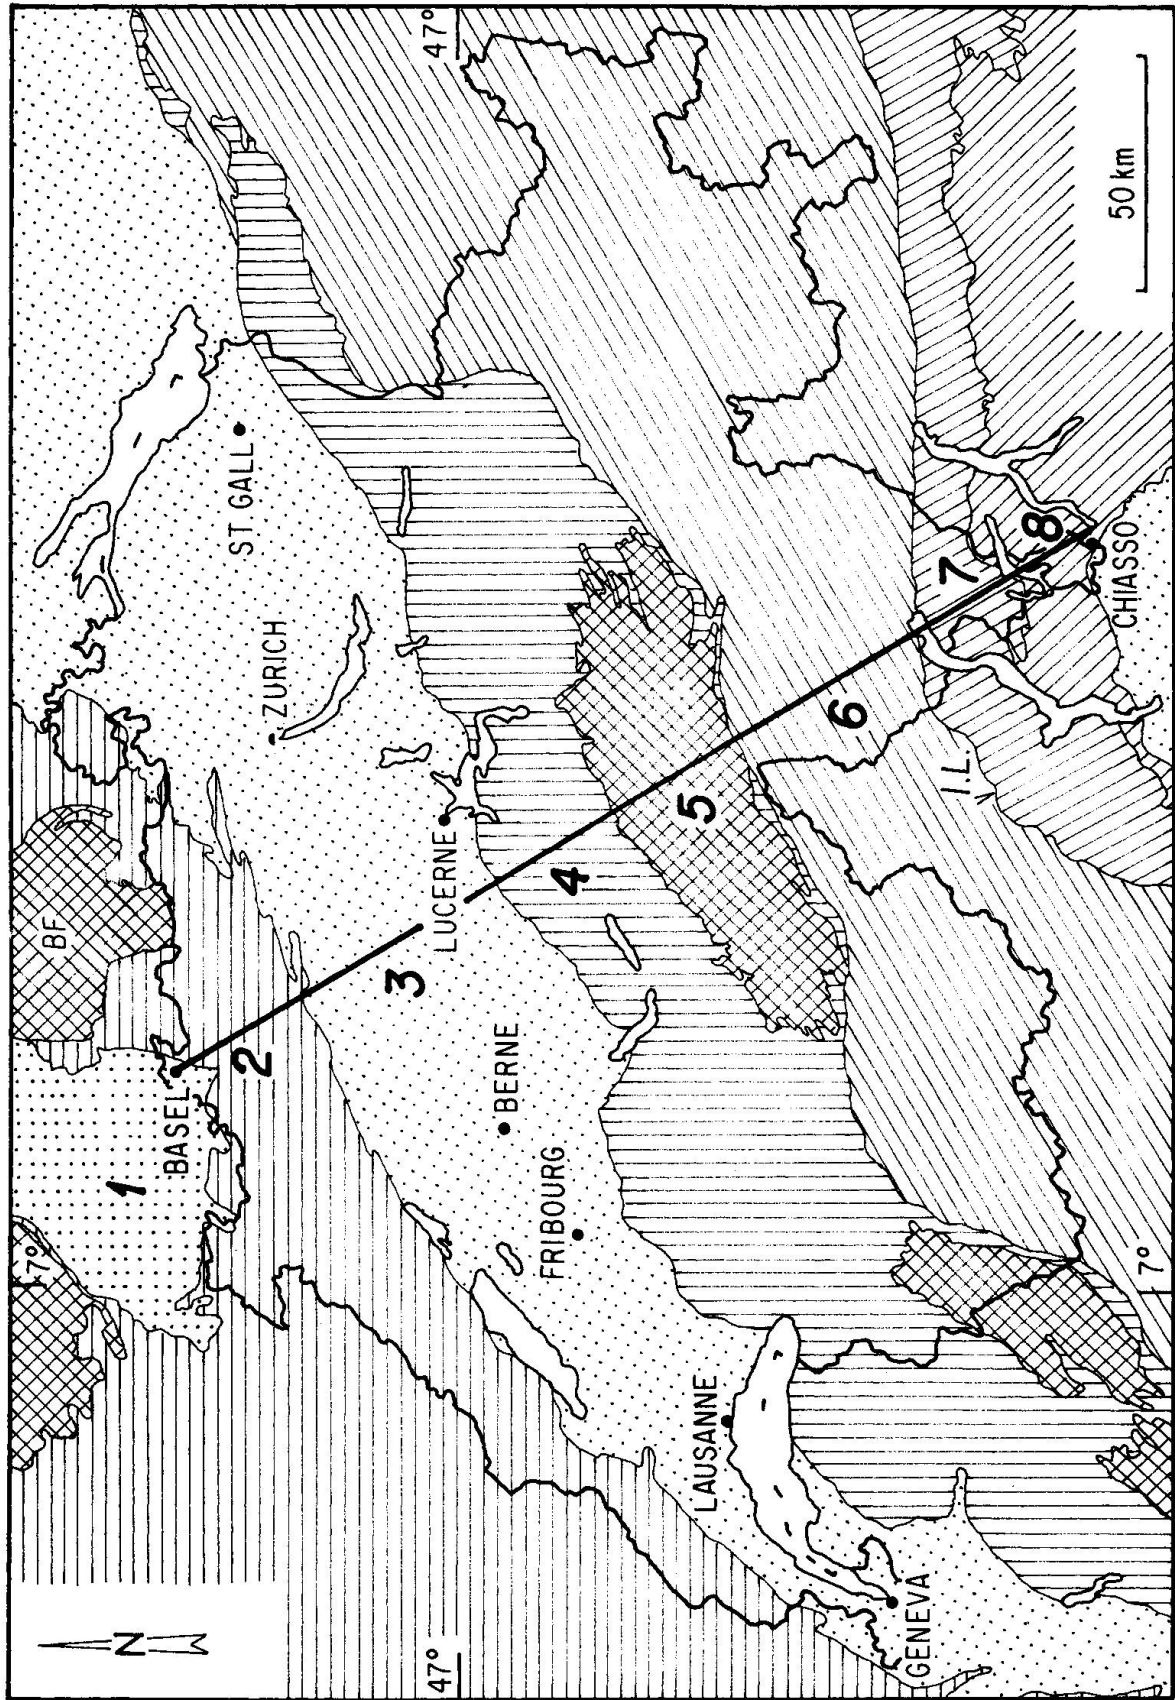 N
7°
47°
47°
7°
BF
1
BASEL
2
3
ZURICH
ST GALL
LUCERNE
BERNE
FRIBOURG
LAUSANNE
GENEVA
4
5
6
I.L.
7
8
CHIASSO
50 km